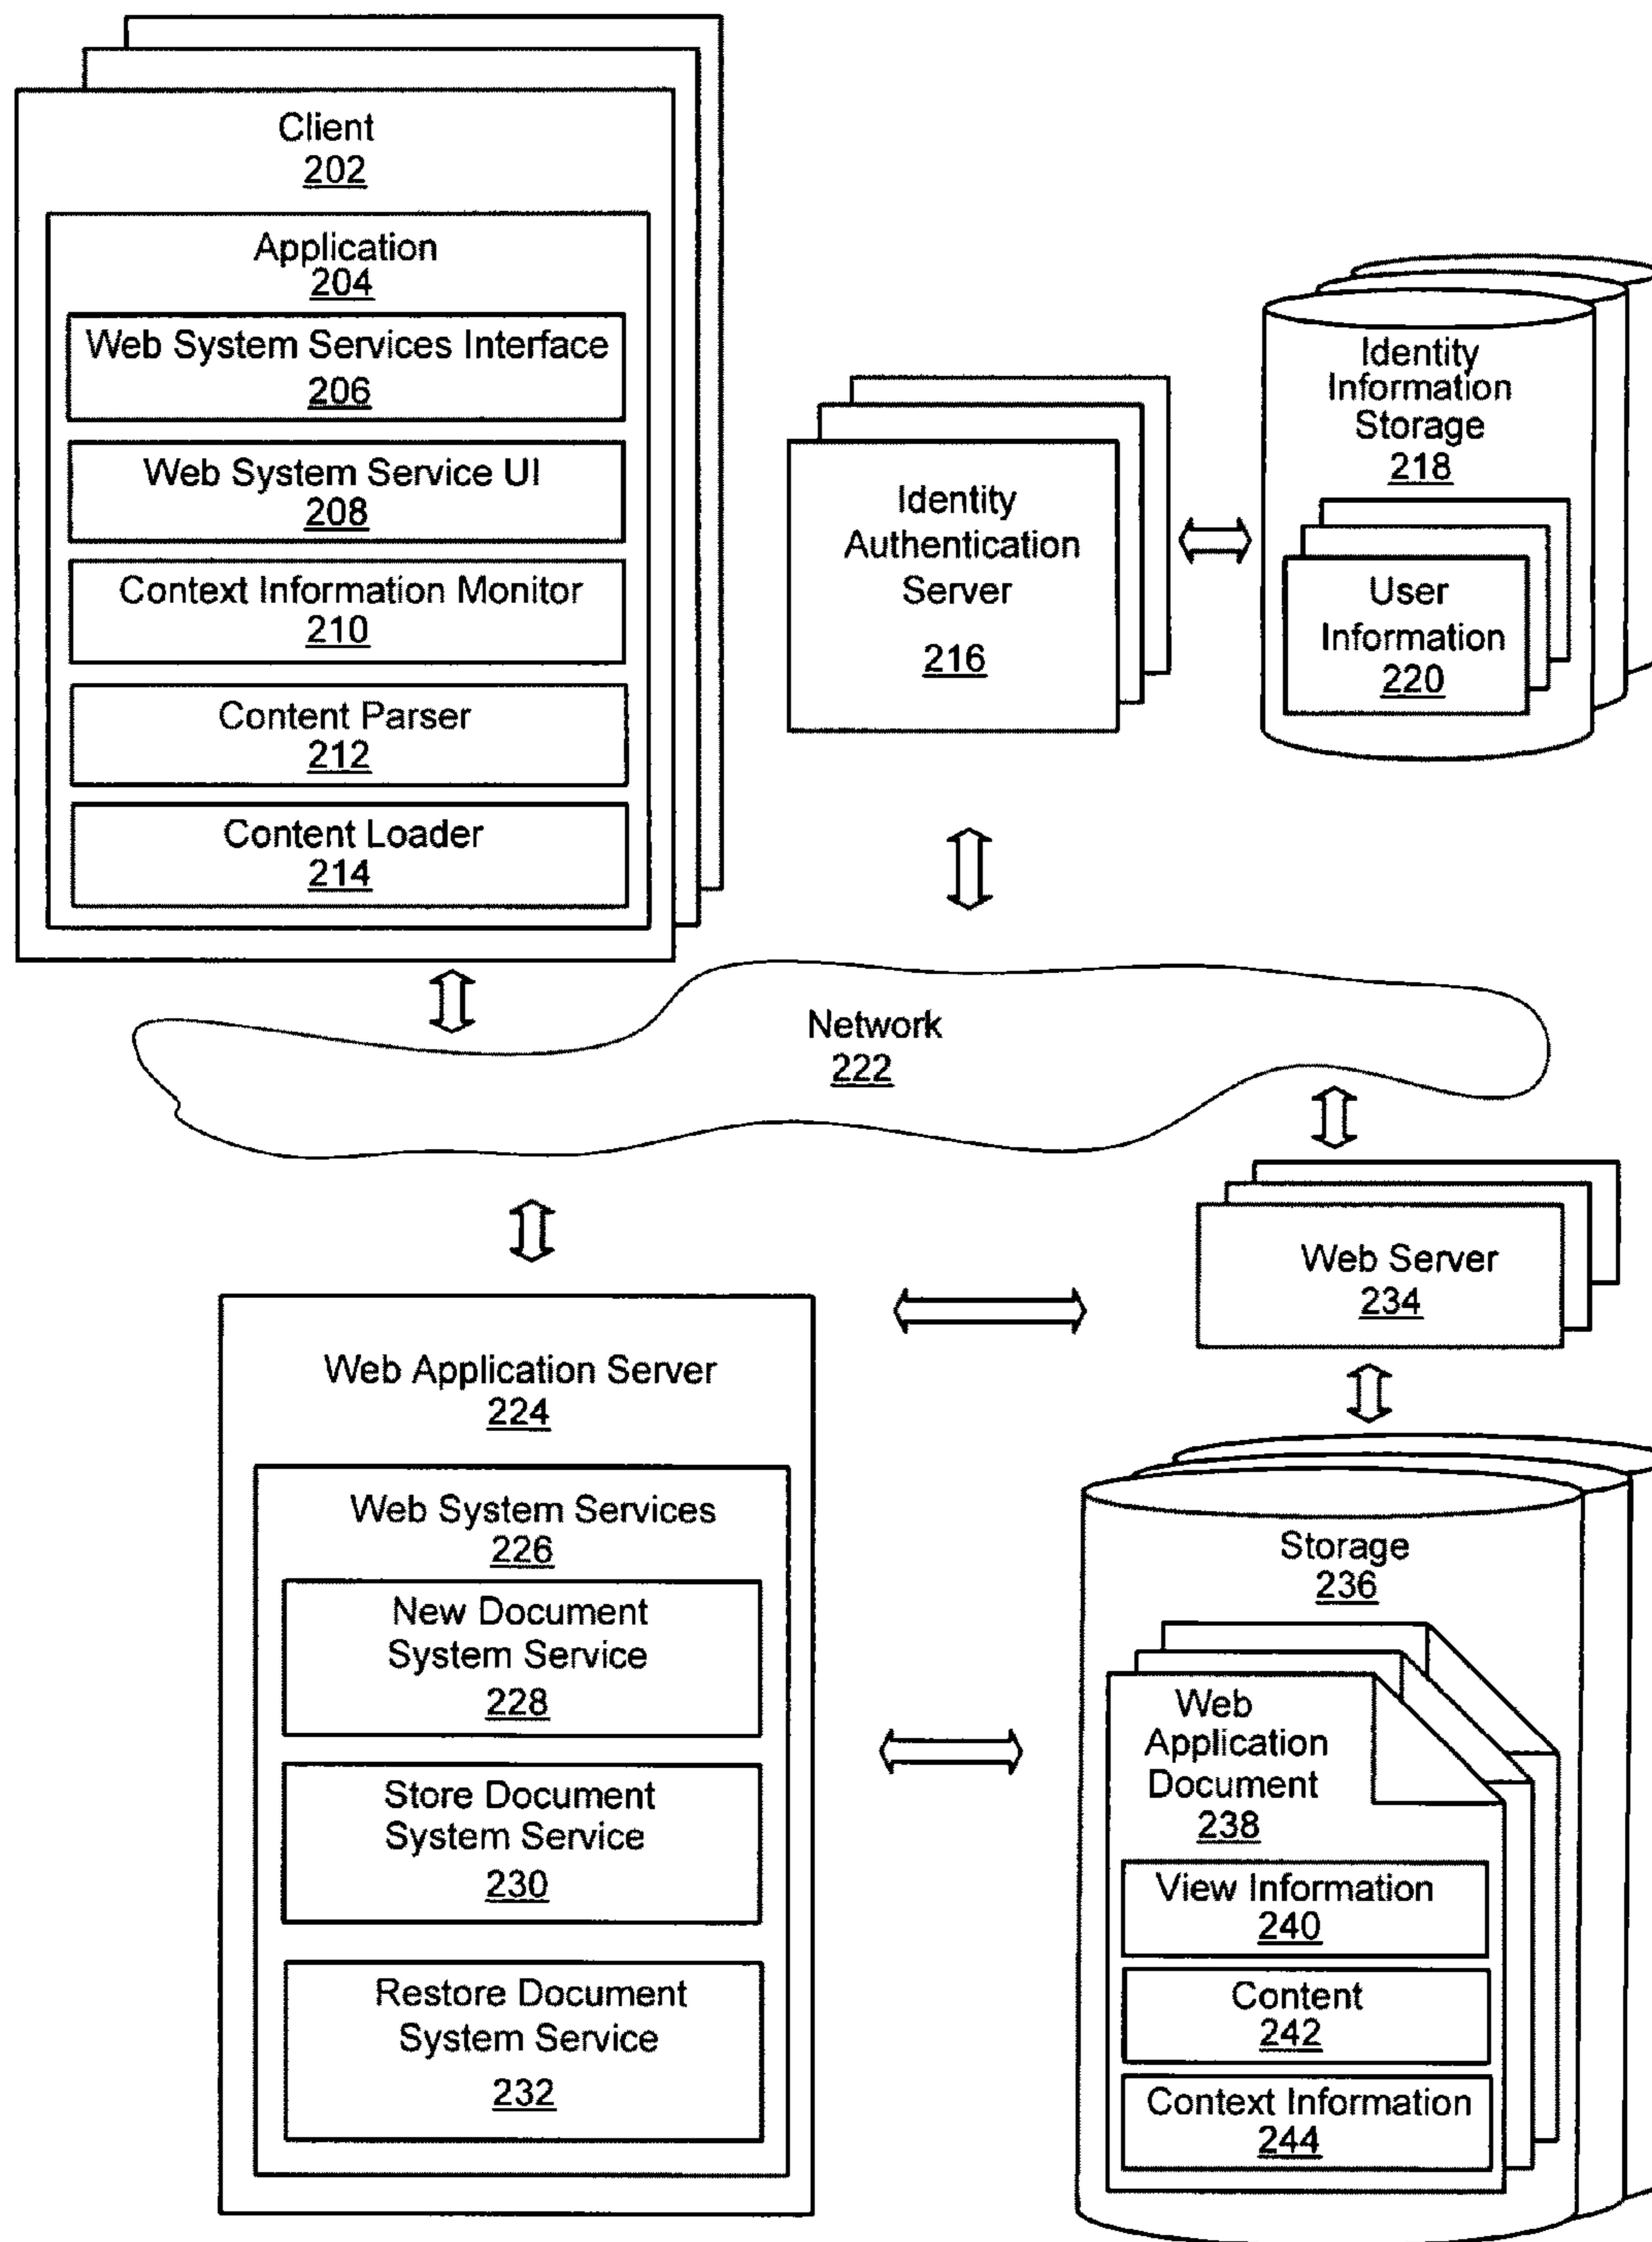 Client
202
Application
204
Web System Services Interface
206
Web System Service UI
208
Context Information Monitor
210
Content Parser
212
Content Loader
214
Identity
Authentication
Server
216
Identity
Information
Storage
218
User
Information
220
Network
222
Web Server
234
Web Application Server
224
Web System Services
226
New Document
System Service
228
Store Document
System Service
230
Restore Document
System Service
232
Storage
236
Web
Application
Document
238
View Information
240
Content
242
Context Information
244